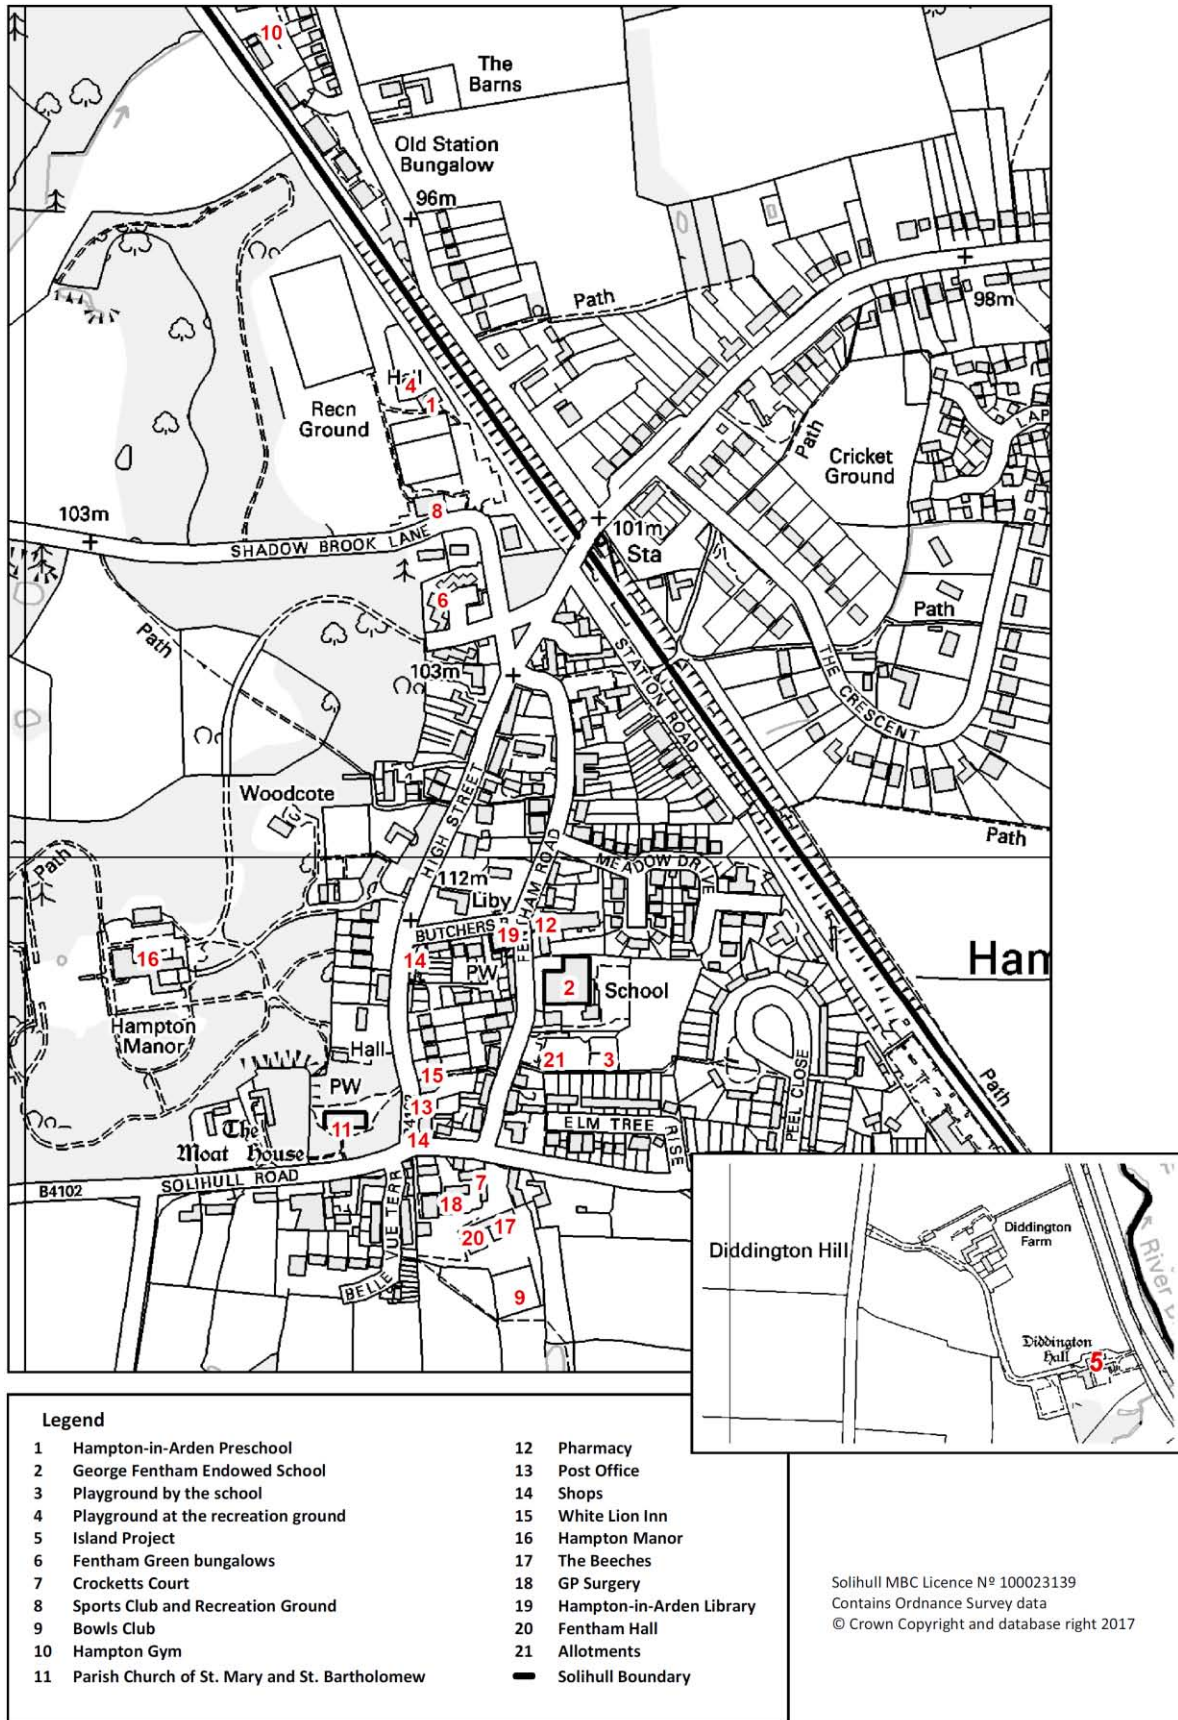 10
The
Barns
Old Station
Bungalow
96m
Path
98m
Hall
4
1
Recn
Ground
Path
Cricket
Ground
AP
103m
8
SHADOW BROOK LANE
101m
Sta
6
Path
Path
103m
STATION ROAD
THE CRESCENT
Woodcote
HIGH STREET
Path
Path
FENTHAM ROAD
MEADOW DRIVE
112m
Liby
BUTCHERS
19
12
16
14
PW
2
School
Ham
Hampton
Manor
Hall
21
3
15
PW
13
Path
PEEL CLOSE
The
Moat House
11
14
ELM TREE RISE
B4102
SOLIHULL ROAD
7
18
17
BELLE VUE TERR
20
9
Diddington Hill
Diddington
Farm
River
Diddington
Hall
5
Legend
1 Hampton-in-Arden Preschool
2 George Fentham Endowed School
3 Playground by the school
4 Playground at the recreation ground
5 Island Project
6 Fentham Green bungalows
7 Crocketts Court
8 Sports Club and Recreation Ground
9 Bowls Club
10 Hampton Gym
11 Parish Church of St. Mary and St. Bartholomew
12 Pharmacy
13 Post Office
14 Shops
15 White Lion Inn
16 Hampton Manor
17 The Beeches
18 GP Surgery
19 Hampton-in-Arden Library
20 Fentham Hall
21 Allotments
Solihull Boundary
Solihull MBC Licence Nº 100023139
Contains Ordnance Survey data
© Crown Copyright and database right 2017